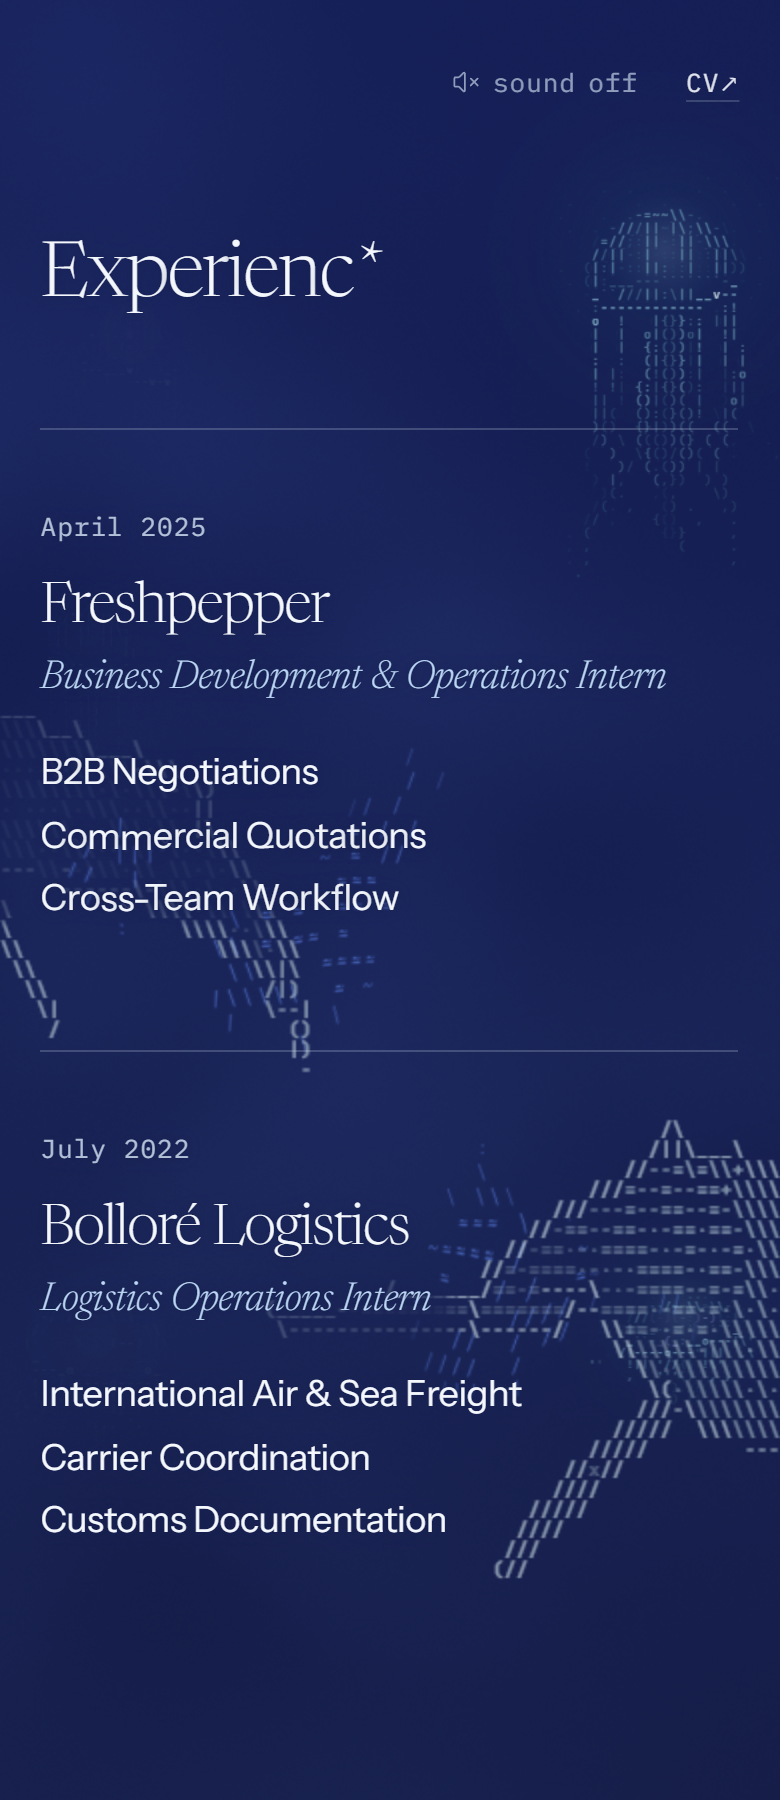 sound off CV↗
Experienc*
April 2025
Freshpepper
Business Development & Operations Intern
B2B Negotiations
Commercial Quotations
Cross-Team Workflow
July 2022
Bolloré Logistics
Logistics Operations Intern
International Air & Sea Freight
Carrier Coordination
Customs Documentation